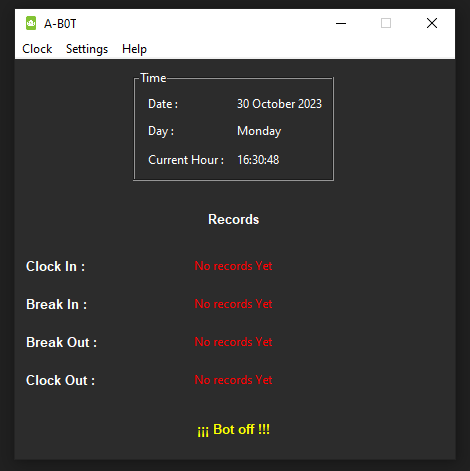 A-B0T
Clock Settings Help
Time
Date : 30 October 2023
Day : Monday
Current Hour : 16:30:48
Records
Clock In : No records Yet
Break In : No records Yet
Break Out : No records Yet
Clock Out : No records Yet
¡¡¡ Bot off !!!